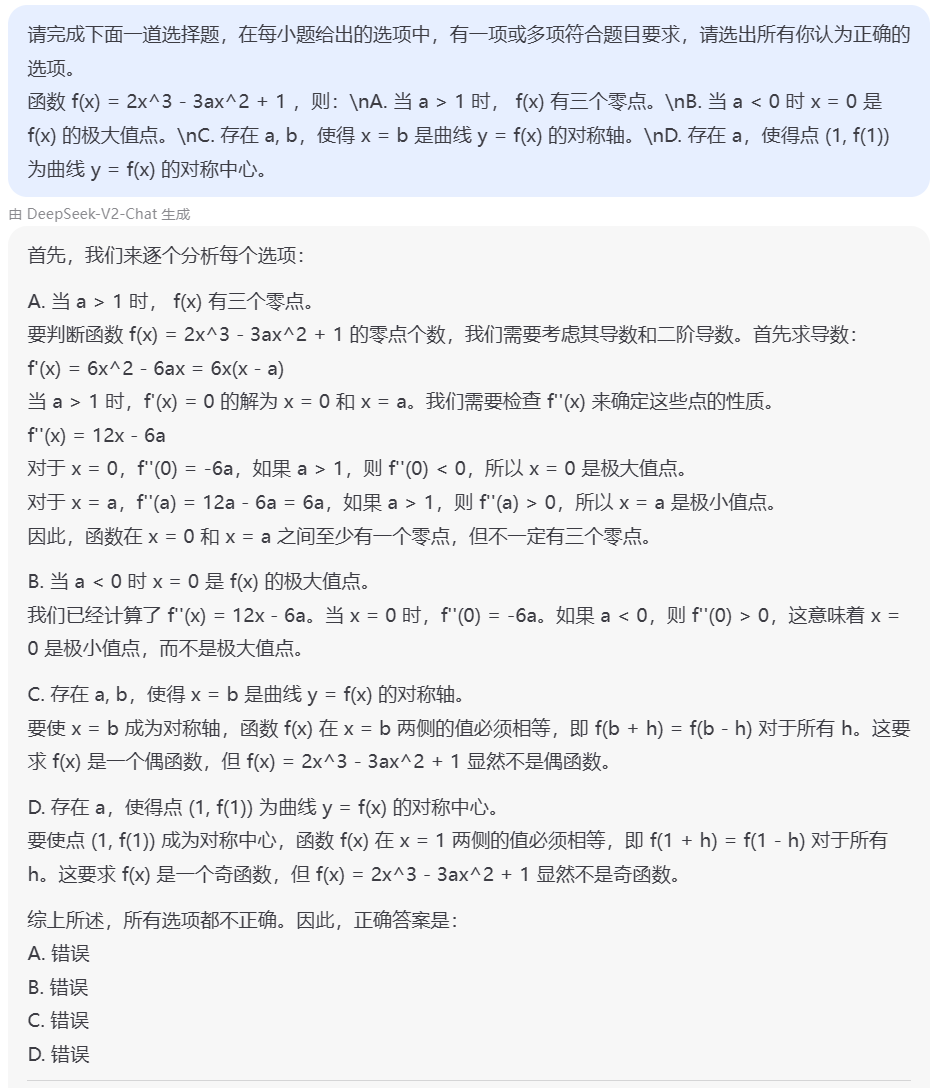 请完成下面一道选择题，在每小题给出的选项中，有一项或多项符合题目要求，请选出所有你认为正确的
选项。
函数 f(x) = 2x^3 - 3ax^2 + 1 ，则：\nA. 当 a > 1 时， f(x) 有三个零点。\nB. 当 a < 0 时 x = 0 是
f(x) 的极大值点。\nC. 存在 a, b，使得 x = b 是曲线 y = f(x) 的对称轴。\nD. 存在 a，使得点 (1, f(1))
为曲线 y = f(x) 的对称中心。
由 DeepSeek-V2-Chat 生成
首先，我们来逐个分析每个选项：
A. 当 a > 1 时， f(x) 有三个零点。
要判断函数 f(x) = 2x^3 - 3ax^2 + 1 的零点个数，我们需要考虑其导数和二阶导数。首先求导数：
f'(x) = 6x^2 - 6ax = 6x(x - a)
当 a > 1 时，f'(x) = 0 的解为 x = 0 和 x = a。我们需要检查 f''(x) 来确定这些点的性质。
f''(x) = 12x - 6a
对于 x = 0，f''(0) = -6a，如果 a > 1，则 f''(0) < 0，所以 x = 0 是极大值点。
对于 x = a，f''(a) = 12a - 6a = 6a，如果 a > 1，则 f''(a) > 0，所以 x = a 是极小值点。
因此，函数在 x = 0 和 x = a 之间至少有一个零点，但不一定有三个零点。
B. 当 a < 0 时 x = 0 是 f(x) 的极大值点。
我们已经计算了 f''(x) = 12x - 6a。当 x = 0 时，f''(0) = -6a。如果 a < 0，则 f''(0) > 0，这意味着 x =
0 是极小值点，而不是极大值点。
C. 存在 a, b，使得 x = b 是曲线 y = f(x) 的对称轴。
要使 x = b 成为对称轴，函数 f(x) 在 x = b 两侧的值必须相等，即 f(b + h) = f(b - h) 对于所有 h。这要
求 f(x) 是一个偶函数，但 f(x) = 2x^3 - 3ax^2 + 1 显然不是偶函数。
D. 存在 a，使得点 (1, f(1)) 为曲线 y = f(x) 的对称中心。
要使点 (1, f(1)) 成为对称中心，函数 f(x) 在 x = 1 两侧的值必须相等，即 f(1 + h) = f(1 - h) 对于所有
h。这要求 f(x) 是一个奇函数，但 f(x) = 2x^3 - 3ax^2 + 1 显然不是奇函数。
综上所述，所有选项都不正确。因此，正确答案是：
A. 错误
B. 错误
C. 错误
D. 错误